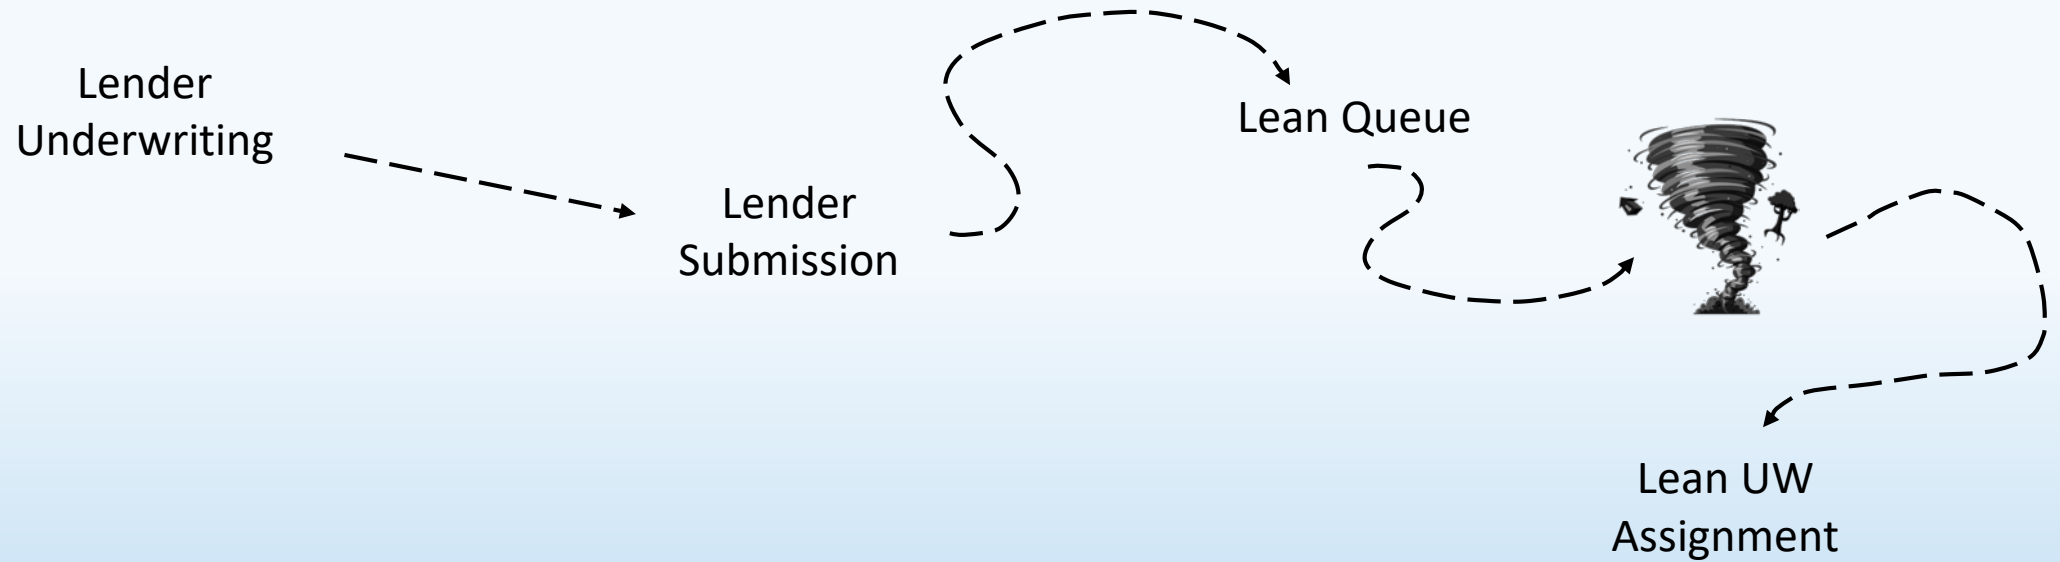 Lender
Underwriting
Lender
Submission
Lean Queue
Lean UW
Assignment